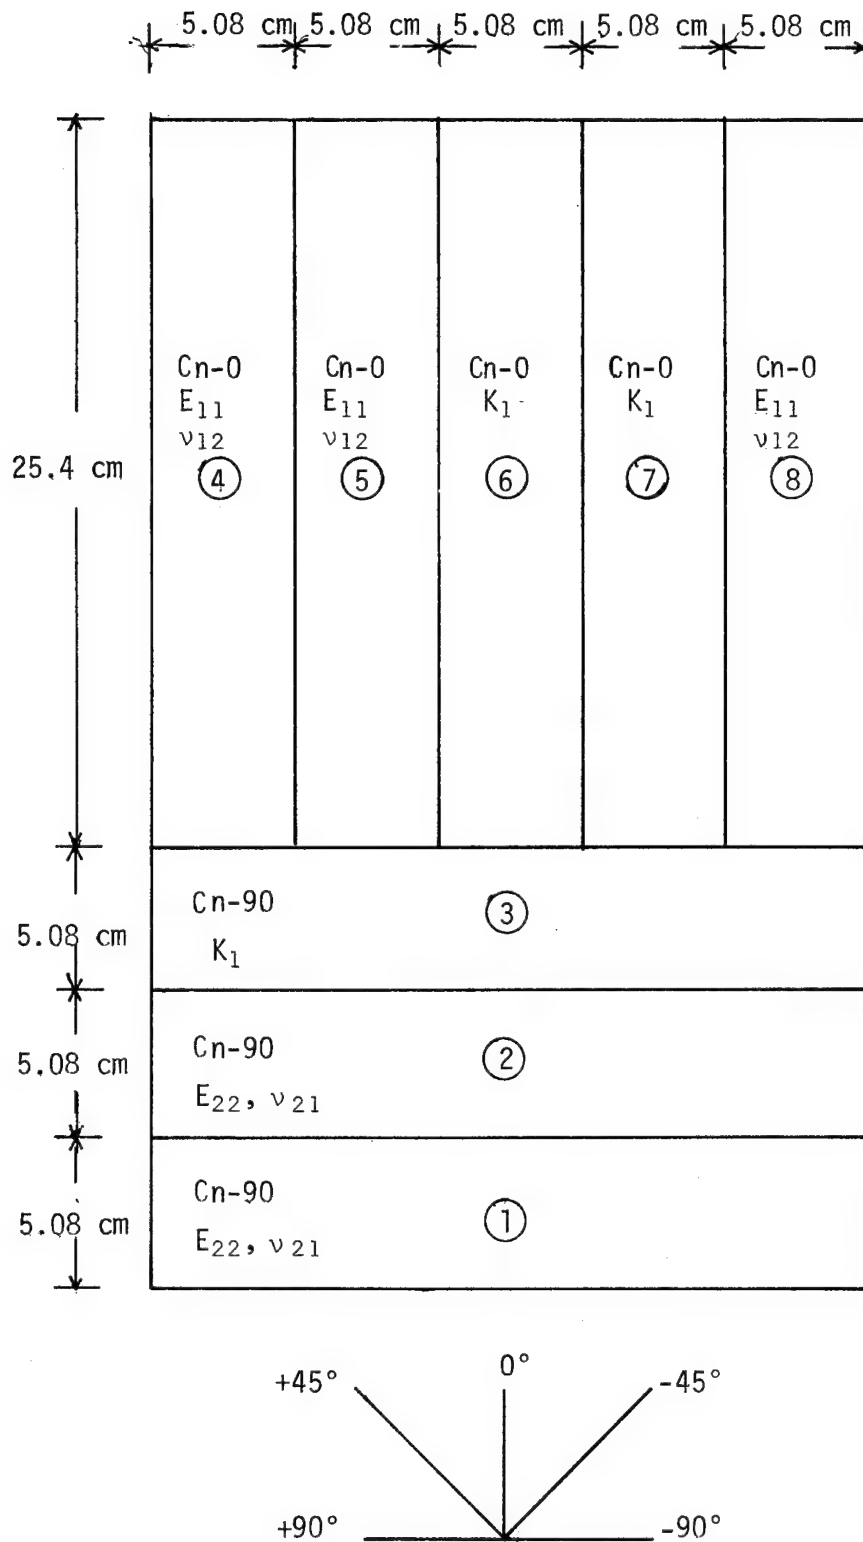 5.08 cm 5.08 cm 5.08 cm 5.08 cm 5.08 cm
Cn-0 Cn-0 Cn-0 Cn-0 Cn-0
E11 E11 K1 K1 E11
ν12 ν12 ν12
25.4 cm
4 5 6 7 8
Cn-90 3
5.08 cm
K1
Cn-90 2
5.08 cm
E22, ν21
Cn-90
5.08 cm 1
E22, ν21
0°
+45° -45°
+90° -90°